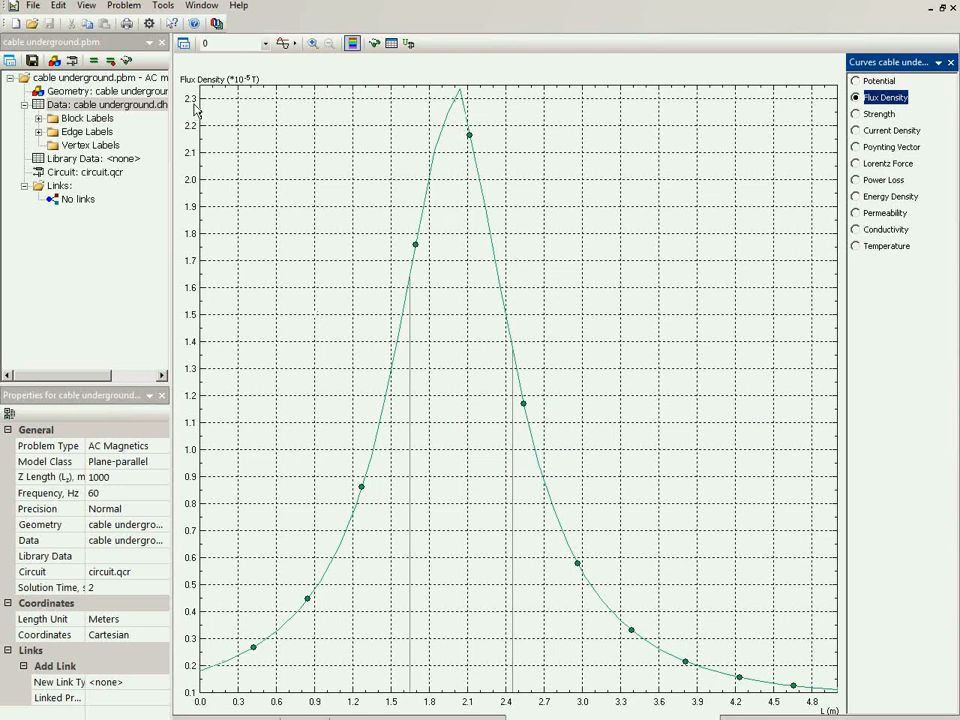 File Edit View Problem Tools Window Help
cable underground.pbm
cable underground.pbm - AC m
Geometry: cable undergrour
Data: cable underground.dh
Block Labels
Edge Labels
Vertex Labels
Library Data: <none>
Circuit: circuit.qcr
Links:
No links
Properties for cable underground...
General
Problem Type AC Magnetics
Model Class Plane-parallel
Z Length (Lz), m 1000
Frequency, Hz 60
Precision Normal
Geometry cable undergro...
Data cable undergro...
Library Data
Circuit circuit.qcr
Solution Time, s 2
Coordinates
Length Unit Meters
Coordinates Cartesian
Links
Add Link
New Link Ty <none>
Linked Pr...
0
Flux Density (*10-5 T)
2.3
2.2
2.1
2.0
1.9
1.8
1.7
1.6
1.5
1.4
1.3
1.2
1.1
1.0
0.9
0.8
0.7
0.6
0.5
0.4
0.3
0.2
0.1
0.0 0.3 0.6 0.9 1.2 1.5 1.8 2.1 2.4 2.7 3.0 3.3 3.6 3.9 4.2 4.5 4.8
L (m)
Curves cable unde...
Potential
Flux Density
Strength
Current Density
Poynting Vector
Lorentz Force
Power Loss
Energy Density
Permeability
Conductivity
Temperature